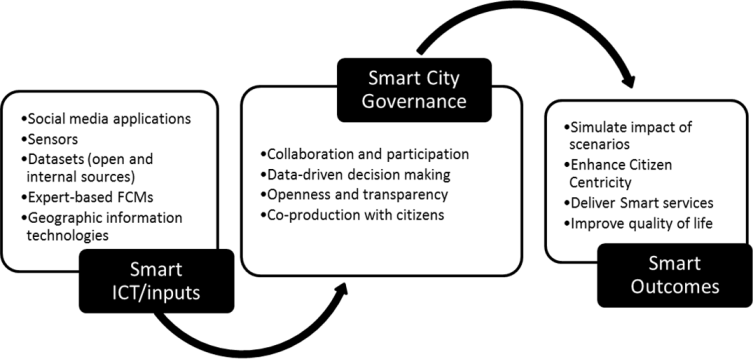 •Social media applications
•Sensors
•Datasets (open and
internal sources)
•Expert-based FCMs
•Geographic information
technologies
Smart
ICT/inputs
Smart City
Governance
•Collaboration and participation
•Data-driven decision making
•Openness and transparency
•Co-production with citizens
•Simulate impact of
scenarios
•Enhance Citizen
Centricity
•Deliver Smart services
•Improve quality of life
Smart
Outcomes